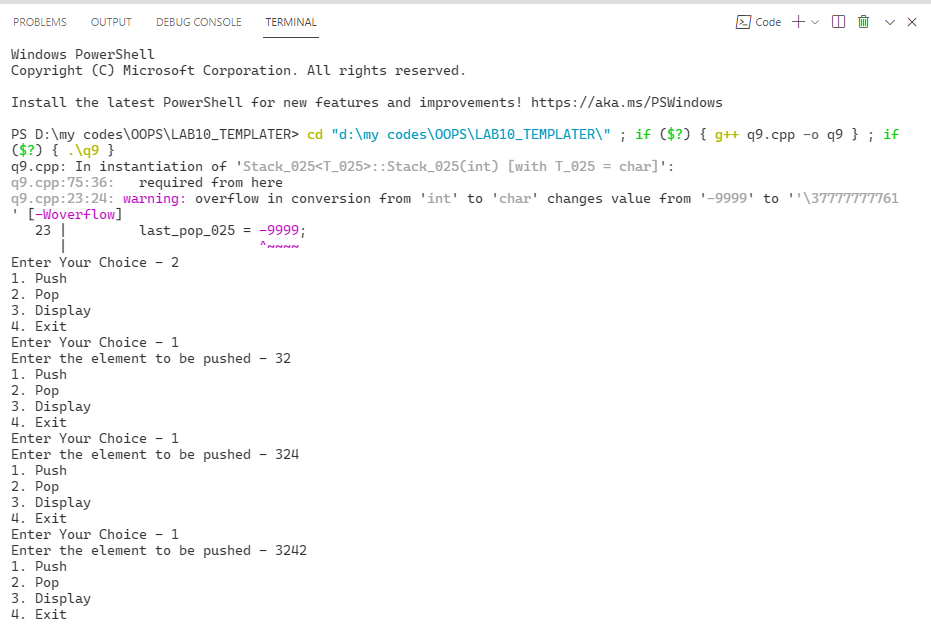 PROBLEMS OUTPUT DEBUG CONSOLE TERMINAL Code
Windows PowerShell
Copyright (C) Microsoft Corporation. All rights reserved.
Install the latest PowerShell for new features and improvements! https://aka.ms/PSWindows
PS D:\my codes\OOPS\LAB10_TEMPLATER> cd "d:\my codes\OOPS\LAB10_TEMPLATER\" ; if ($?) { g++ q9.cpp -o q9 } ; if
($?) { .\q9 }
q9.cpp: In instantiation of 'Stack_025<T_025>::Stack_025(int) [with T_025 = char]':
q9.cpp:75:36:   required from here
q9.cpp:23:24: warning: overflow in conversion from 'int' to 'char' changes value from '-9999' to ''\37777777761
' [-Woverflow]
   23 |         last_pop_025 = -9999;
      |                        ^~~~~
Enter Your Choice - 2
1. Push
2. Pop
3. Display
4. Exit
Enter Your Choice - 1
Enter the element to be pushed - 32
1. Push
2. Pop
3. Display
4. Exit
Enter Your Choice - 1
Enter the element to be pushed - 324
1. Push
2. Pop
3. Display
4. Exit
Enter Your Choice - 1
Enter the element to be pushed - 3242
1. Push
2. Pop
3. Display
4. Exit